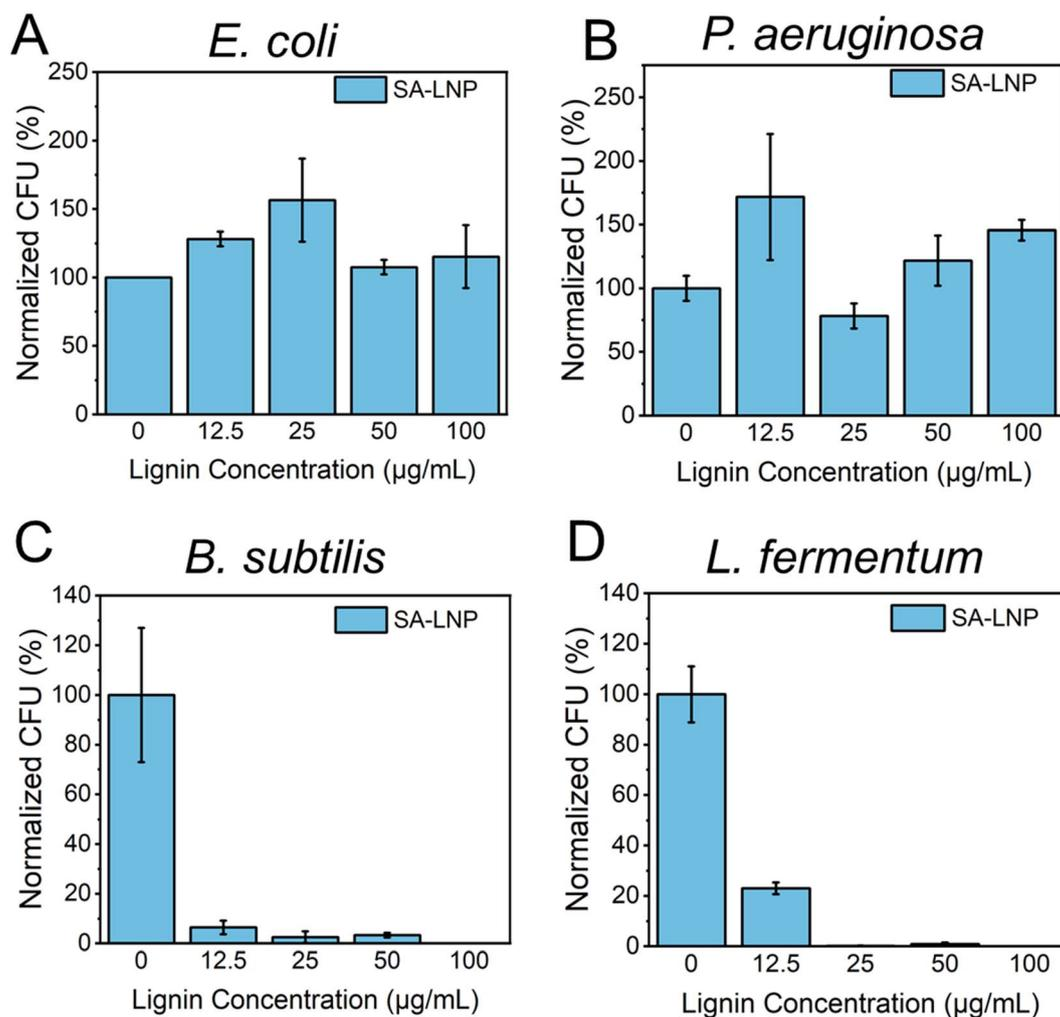 A
E. coli
Normalized CFU (%)
250
200
150
100
50
0
SA-LNP
0 12.5 25 50 100
Lignin Concentration (µg/mL)
B
P. aeruginosa
Normalized CFU (%)
250
200
150
100
50
0
SA-LNP
0 12.5 25 50 100
Lignin Concentration (µg/mL)
C
B. subtilis
Normalized CFU (%)
140
120
100
80
60
40
20
0
SA-LNP
0 12.5 25 50 100
Lignin Concentration (µg/mL)
D
L. fermentum
Normalized CFU (%)
140
120
100
80
60
40
20
0
SA-LNP
0 12.5 25 50 100
Lignin Concentration (µg/mL)